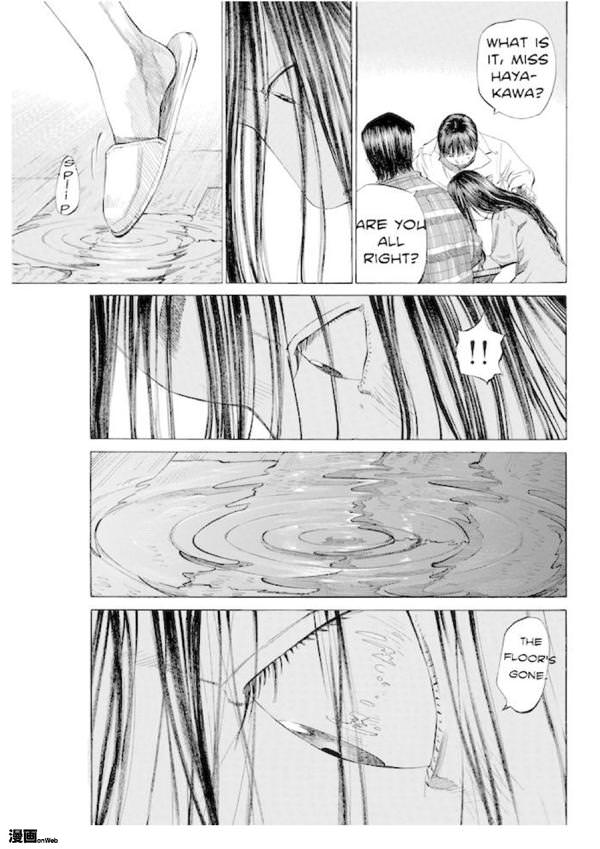 WHAT IS
IT, MISS
HAYA-
KAWA?
ARE YOU
ALL
RIGHT?
SPliP
!!
THE
FLOOR'S
GONE.
漫画onWeb